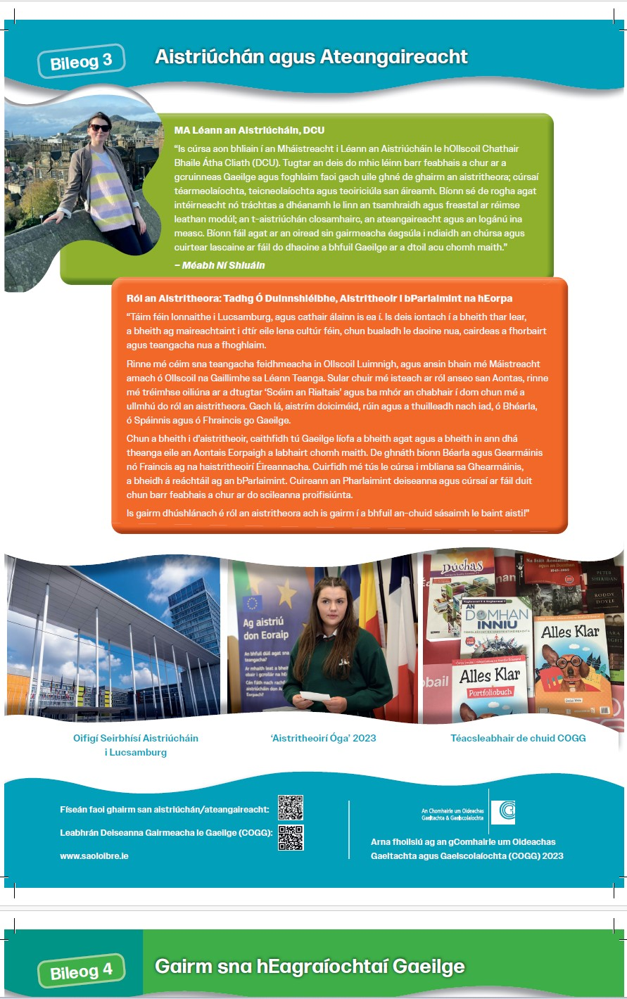 Bileog 3
Aistriúchán agus Ateangaireacht
MA Léann an Aistriúcháin, DCU
“Is cúrsa aon bhliain í an Mháistreacht i Léann an Aistriúcháin le hOllscoil Chathair
Bhaile Átha Cliath (DCU). Tugtar an deis do mhic léinn barr feabhais a chur ar a
gcruinneas Gaeilge agus foghlaim faoi gach uile ghné de ghairm an aistritheora; cúrsaí
téarmeolaíochta, teicneolaíochta agus teoiriciúla san áireamh. Bíonn sé de rogha agat
intéirneacht nó tráchtas a dhéanamh le linn an tsamhraidh agus freastal ar réimse
leathan modúl; an t-aistriúchán closamhairc, an ateangaireacht agus an logánú ina
measc. Bíonn fáil agat ar an oiread sin gairmeacha éagsúla i ndiaidh an chúrsa agus
cuirtear lascaine ar fáil do dhaoine a bhfuil Gaeilge ar a dtoil acu chomh maith.”
– Méabh Ní Shiuáin
Ról an Aistritheora: Tadhg Ó Duinnshléibhe, Aistritheoir i bParlaimint na hEorpa
“Táim féin lonnaithe i Lucsamburg, agus cathair álainn is ea í. Is deis iontach í a bheith thar lear,
a bheith ag maireachtaint i dtír eile lena cultúr féin, chun bualadh le daoine nua, cairdeas a fhorbairt
agus teangacha nua a fhoghlaim.
Rinne mé céim sna teangacha feidhmeacha in Ollscoil Luimnigh, agus ansin bhain mé Máistreacht
amach ó Ollscoil na Gaillimhe sa Léann Teanga. Sular chuir mé isteach ar ról anseo san Aontas, rinne
mé tréimhse oiliúna ar a dtugtar ‘Scéim an Rialtais’ agus ba mhór an chabhair í dom chun mé a
ullmhú do ról an aistritheora. Gach lá, aistrím doiciméid, rúin agus a thuilleadh nach iad, ó Bhéarla,
ó Spáinnis agus ó Fhraincis go Gaeilge.
Chun a bheith i d’aistritheoir, caithfidh tú Gaeilge líofa a bheith agat agus a bheith in ann dhá
theanga eile an Aontais Eorpaigh a labhairt chomh maith. De ghnáth bíonn Béarla agus Gearmáinis
nó Fraincis ag na haistritheoirí Éireannacha. Cuirfidh mé tús le cúrsa i mbliana sa Ghearmáinis,
a bheidh á reáchtáil ag an bParlaimint. Cuireann an Pharlaimint deiseanna agus cúrsaí ar fáil duit
chun barr feabhais a chur ar do scileanna proifisiúnta.
Is gairm dhúshlánach é ról an aistritheora ach is gairm í a bhfuil an-chuid sásaimh le baint aisti!”
Ag aistriú
don Eoraip
An bhfuil dúil agat sna
teangacha?
Dúchas
AN
DOMHAN
INNIU
1945-1993
PETER
SHERIDAN
RODDY
DOYLE
Alles Klar
Alles Klar
Portfoliobuch
Oifigí Seirbhísí Aistriúcháin
i Lucsamburg
‘Aistritheoirí Óga’ 2023
Téacsleabhair de chuid COGG
Físeán faoi ghairm san aistriúchán/ateangaireacht:
Leabhrán Deiseanna Gairmeacha le Gaeilge (COGG):
www.saoloibre.ie
An Chomhairle um Oideachas
Gaeltachta & Gaelscolaíochta
Arna fhoilsiú ag an gComhairle um Oideachas
Gaeltachta agus Gaelscolaíochta (COGG) 2023
Bileog 4
Gairm sna hEagraíochtaí Gaeilge